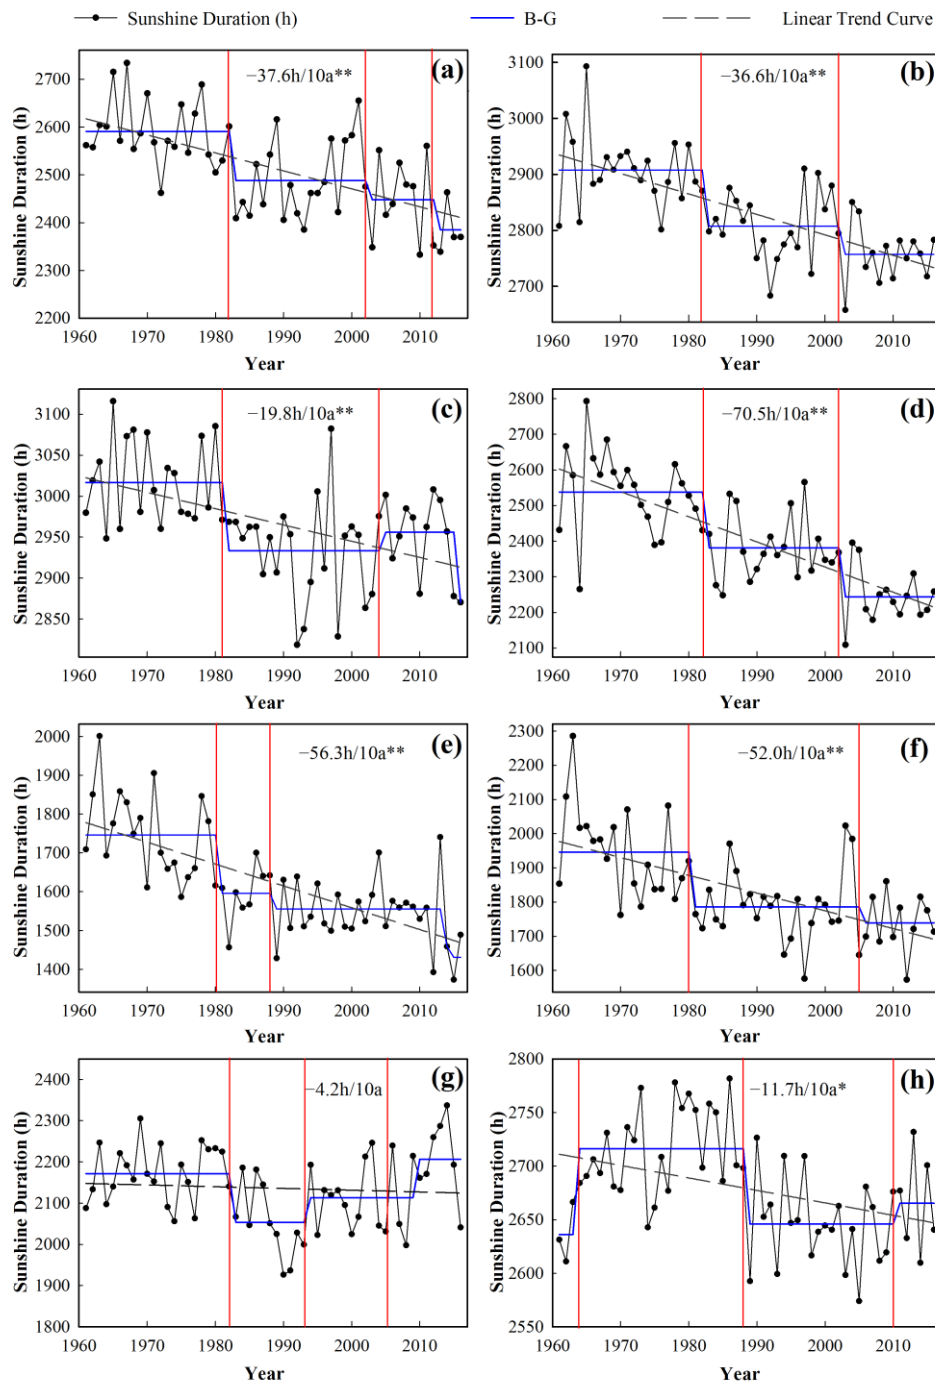 Sunshine Duration (h) B-G Linear Trend Curve
(a) −37.6h/10a**
Sunshine Duration (h)
2700
2600
2500
2400
2300
2200
1960 1970 1980 1990 2000 2010
Year
(b) −36.6h/10a**
Sunshine Duration (h)
3100
3000
2900
2800
2700
1960 1970 1980 1990 2000 2010
Year
(c) −19.8h/10a**
Sunshine Duration (h)
3100
3050
3000
2950
2900
2850
1960 1970 1980 1990 2000 2010
Year
(d) −70.5h/10a**
Sunshine Duration (h)
2800
2700
2600
2500
2400
2300
2200
2100
1960 1970 1980 1990 2000 2010
Year
(e) −56.3h/10a**
Sunshine Duration (h)
2000
1900
1800
1700
1600
1500
1400
1960 1970 1980 1990 2000 2010
Year
(f) −52.0h/10a**
Sunshine Duration (h)
2300
2200
2100
2000
1900
1800
1700
1600
1960 1970 1980 1990 2000 2010
Year
(g) −4.2h/10a
Sunshine Duration (h)
2400
2300
2200
2100
2000
1900
1800
1960 1970 1980 1990 2000 2010
Year
(h) −11.7h/10a*
Sunshine Duration (h)
2800
2750
2700
2650
2600
2550
1960 1970 1980 1990 2000 2010
Year